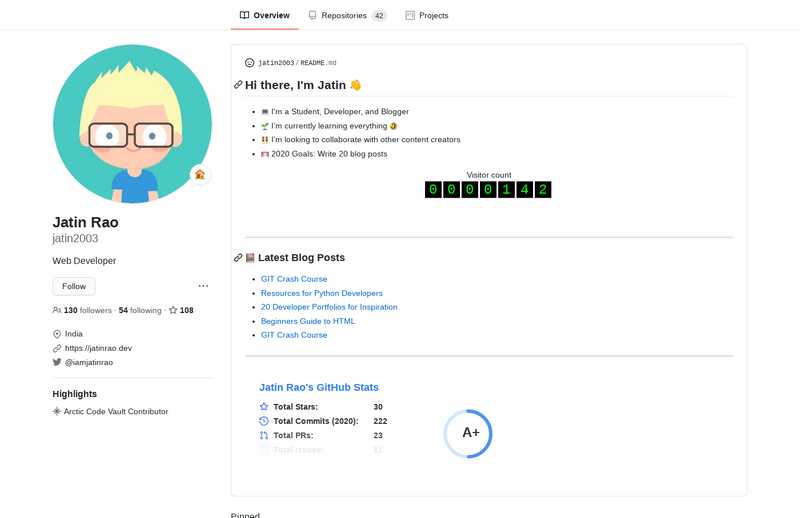 Overview Repositories 42 Projects
jatin2003 / README.md
Hi there, I'm Jatin 👋
💻 I'm a Student, Developer, and Blogger
🌱 I'm currently learning everything 🤣
👯 I'm looking to collaborate with other content creators
🥅 2020 Goals: Write 20 blog posts
Visitor count
0 0 0 0 1 4 2
Jatin Rao
jatin2003
Web Developer
Follow ...
130 followers · 54 following · 108
India
https://jatinrao.dev
@iamjatinrao
Highlights
Arctic Code Vault Contributor
Latest Blog Posts
GIT Crash Course
Resources for Python Developers
20 Developer Portfolios for Inspiration
Beginners Guide to HTML
GIT Crash Course
Jatin Rao's GitHub Stats
Total Stars: 30
Total Commits (2020): 222
Total PRs: 23
Total Issues: 11
A+
Pinned